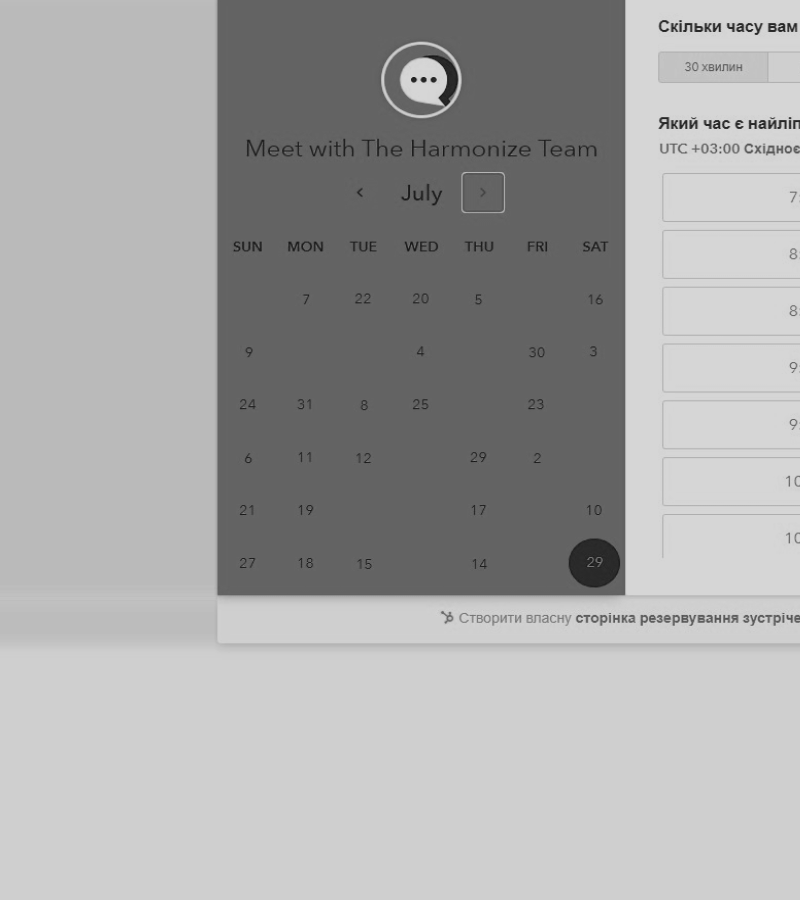 Meet with The Harmonize Team
July
SUN MON TUE WED THU FRI SAT
7 22 20 5 16
9 4 30 3
24 31 8 25 23
6 11 12 29 2
21 19 17 10
27 18 15 14 29
Скільки часу вам
30 хвилин
Який час є найліп
UTC +03:00 Східноє
7:
8:
8:
9:
9:
10
10
Створити власну сторінка резервування зустріче